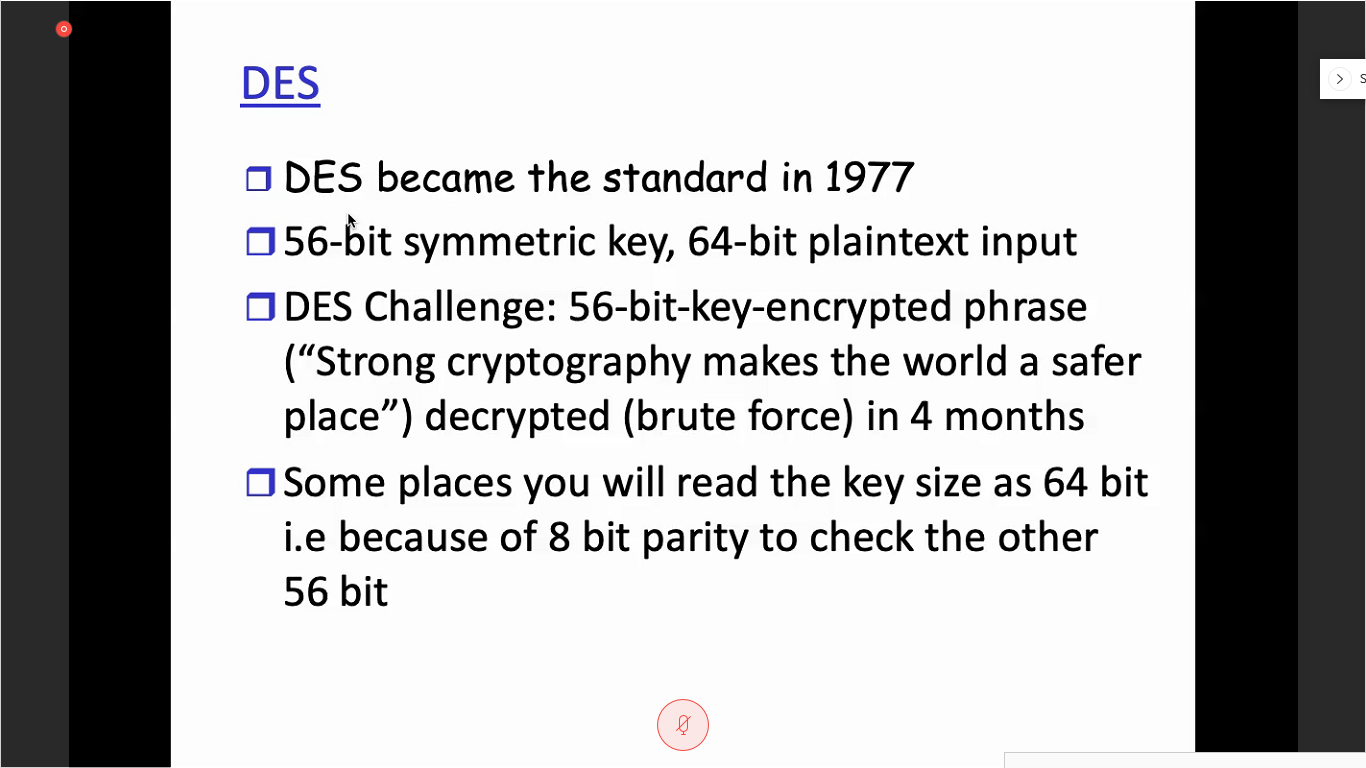 DES
DES became the standard in 1977
56-bit symmetric key, 64-bit plaintext input
DES Challenge: 56-bit-key-encrypted phrase
(“Strong cryptography makes the world a safer
place”) decrypted (brute force) in 4 months
Some places you will read the key size as 64 bit
i.e because of 8 bit parity to check the other
56 bit